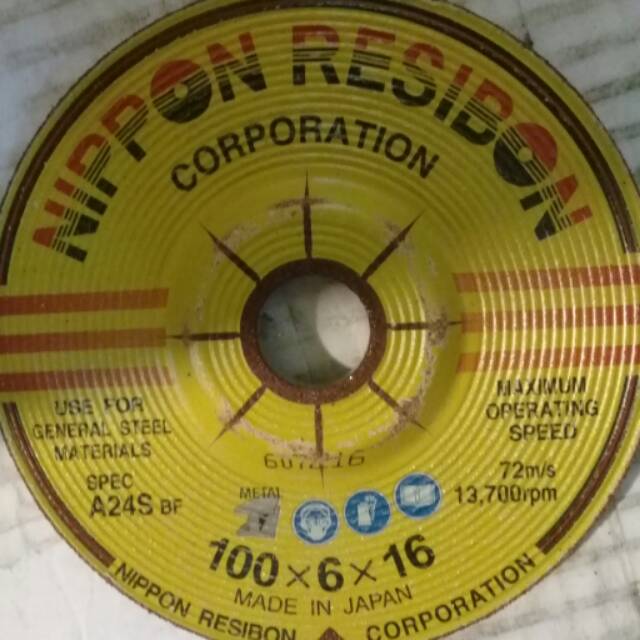 NIPPON RESIBON
CORPORATION
USE FOR
GENERAL STEEL
MATERIALS
SPEC
A24S BF
MAXIMUM
OPERATING
SPEED
72m/s
13,700rpm
METAL
100×6×16
MADE IN JAPAN
NIPPON RESIBON CORPORATION